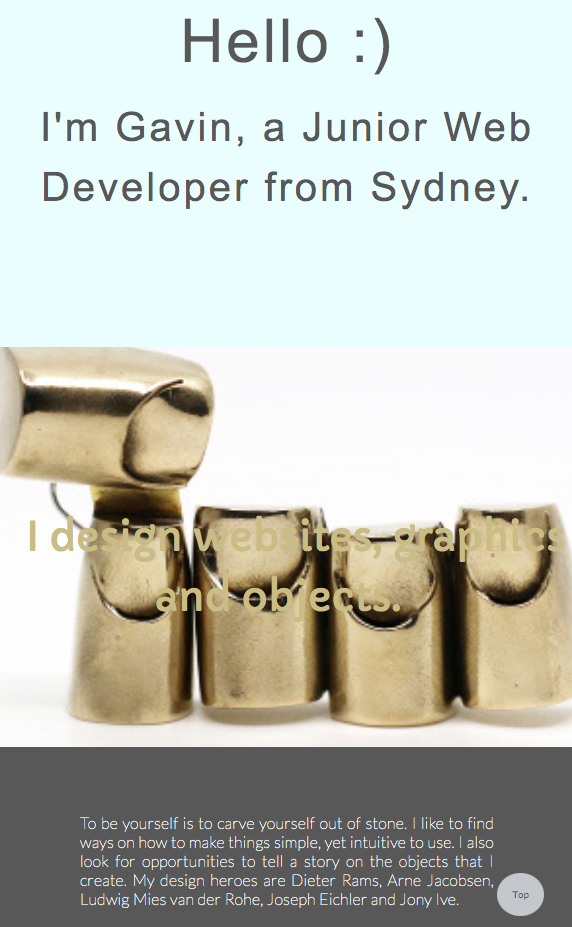 Hello :)
I'm Gavin, a Junior Web
Developer from Sydney.
I design websites, graphics
and objects.
To be yourself is to carve yourself out of stone. I like to find
ways on how to make things simple, yet intuitive to use. I also
look for opportunities to tell a story on the objects that I
create. My design heroes are Dieter Rams, Arne Jacobsen,
Ludwig Mies van der Rohe, Joseph Eichler and Jony Ive.
Top